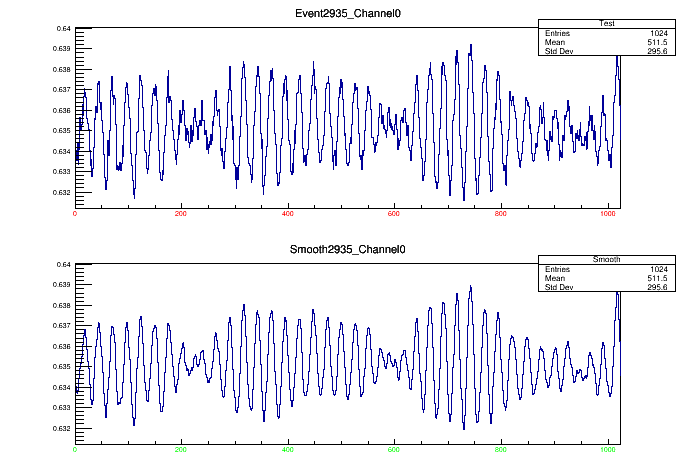 Event2935_Channel0
Test
Entries 1024
Mean 511.5
Std Dev 295.6
0.64
0.639
0.638
0.637
0.636
0.635
0.634
0.633
0.632
0 200 400 600 800 1000
Smooth2935_Channel0
Smooth
Entries 1024
Mean 511.5
Std Dev 295.6
0.64
0.639
0.638
0.637
0.636
0.635
0.634
0.633
0.632
0 200 400 600 800 1000